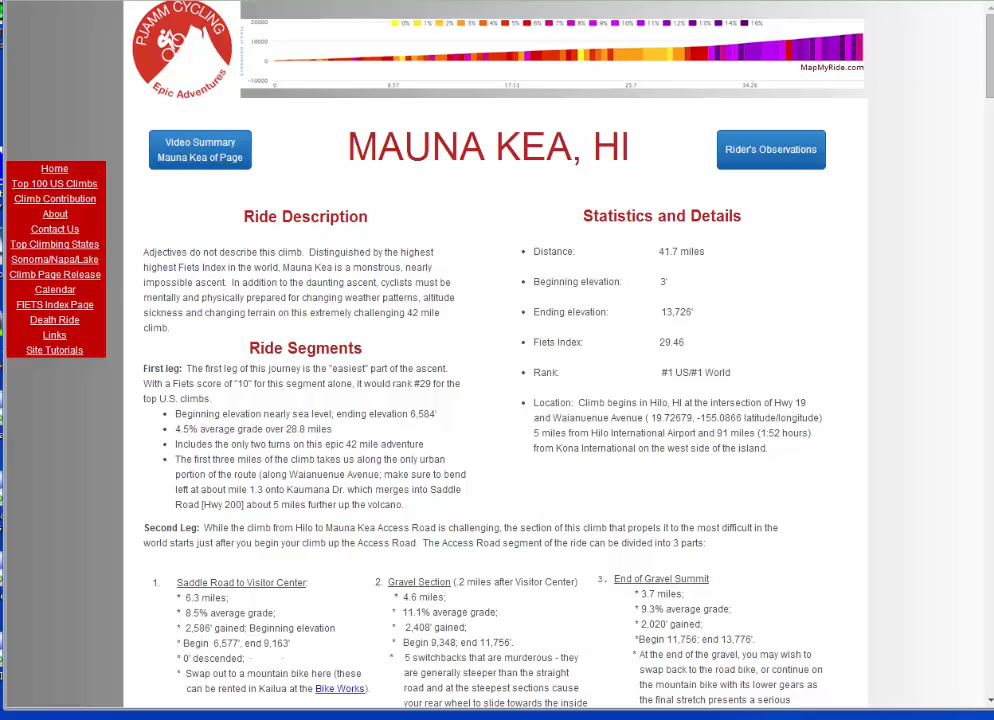 PJAMM CYCLING
Epic Adventures
0% 1% 2% 3% 4% 5% 6% 7% 8% 9% 10% 11% 12% 13% 14% 16%
20000
10000
0
-10000
0 8.57 17.13 25.7 34.26
MapMyRide.com
Video Summary
Mauna Kea of Page
MAUNA KEA, HI
Rider's Observations
Home
Top 100 US Climbs
Climb Contribution
About
Contact Us
Top Climbing States
Sonoma/Napa/Lake
Climb Page Release
Calendar
FIETS Index Page
Death Ride
Links
Site Tutorials
Ride Description
Adjectives do not describe this climb. Distinguished by the highest
highest Fiets Index in the world, Mauna Kea is a monstrous, nearly
impossible ascent. In addition to the daunting ascent, cyclists must be
mentally and physically prepared for changing weather patterns, altitude
sickness and changing terrain on this extremely challenging 42 mile
climb.
Ride Segments
First leg: The first leg of this journey is the "easiest" part of the ascent.
With a Fiets score of "10" for this segment alone, it would rank #29 for the
top U.S. climbs.
• Beginning elevation nearly sea level; ending elevation 6,584'
• 4.5% average grade over 28.8 miles
• Includes the only two turns on this epic 42 mile adventure
• The first three miles of the climb takes us along the only urban
portion of the route (along Waianuenue Avenue; make sure to bend
left at about mile 1.3 onto Kaumana Dr. which merges into Saddle
Road [Hwy 200] about 5 miles further up the volcano.
Statistics and Details
• Distance: 41.7 miles
• Beginning elevation: 3'
• Ending elevation: 13,726'
• Fiets Index: 29.46
• Rank: #1 US/#1 World
• Location: Climb begins in Hilo, HI at the intersection of Hwy 19
and Waianuenue Avenue ( 19.72679, -155.0866 latitude/longitude)
5 miles from Hilo International Airport and 91 miles (1:52 hours)
from Kona International on the west side of the island.
Second Leg: While the climb from Hilo to Mauna Kea Access Road is challenging, the section of this climb that propels it to the most difficult in the
world starts just after you begin your climb up the Access Road. The Access Road segment of the ride can be divided into 3 parts:
1. Saddle Road to Visitor Center:
* 6.3 miles;
* 8.5% average grade;
* 2,586' gained; Beginning elevation
* Begin 6,577', end 9,163'
* 0' descended;
* Swap out to a mountain bike here (these
can be rented in Kailua at the Bike Works).
2. Gravel Section (.2 miles after Visitor Center)
* 4.6 miles;
* 11.1% average grade;
* 2,408' gained;
* Begin 9,348; end 11,756'.
* 5 switchbacks that are murderous - they
are generally steeper than the straight
road and at the steepest sections cause
your rear wheel to slide towards the inside
3. End of Gravel Summit
* 3.7 miles;
* 9.3% average grade;
* 2,020' gained;
*Begin 11,756; end 13,776'.
* At the end of the gravel, you may wish to
swap back to the road bike, or continue on
the mountain bike with its lower gears as
the final stretch presents a serious